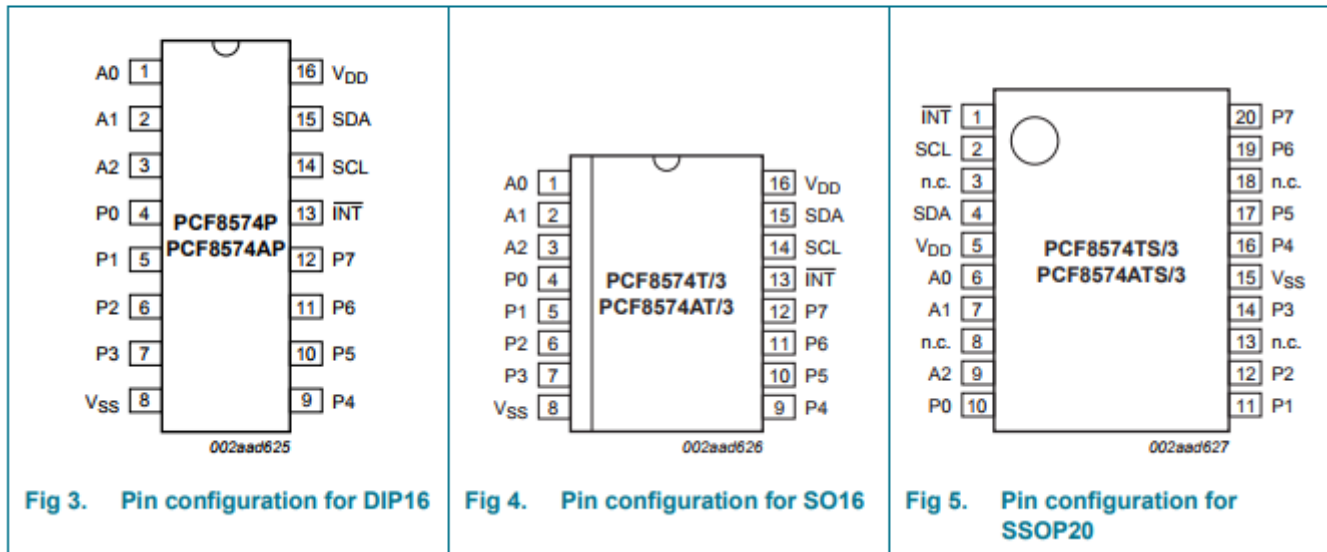 A0 1 16 VDD
A1 2 15 SDA
A2 3 14 SCL
P0 4 13 INT
PCF8574P
PCF8574AP
P1 5 12 P7
P2 6 11 P6
P3 7 10 P5
VSS 8 9 P4
002aad625
Fig 3. Pin configuration for DIP16
A0 1 16 VDD
A1 2 15 SDA
A2 3 14 SCL
P0 4 13 INT
PCF8574T/3
PCF8574AT/3
P1 5 12 P7
P2 6 11 P6
P3 7 10 P5
VSS 8 9 P4
002aad626
Fig 4. Pin configuration for SO16
INT 1 20 P7
SCL 2 19 P6
n.c. 3 18 n.c.
SDA 4 17 P5
VDD 5 16 P4
PCF8574TS/3
PCF8574ATS/3
A0 6 15 VSS
A1 7 14 P3
n.c. 8 13 n.c.
A2 9 12 P2
P0 10 11 P1
002aad627
Fig 5. Pin configuration for
SSOP20